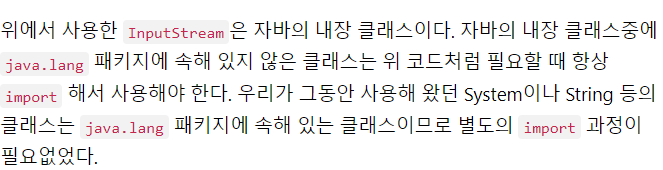 위에서 사용한 InputStream은 자바의 내장 클래스이다. 자바의 내장 클래스중에
java.lang 패키지에 속해 있지 않은 클래스는 위 코드처럼 필요할 때 항상
import 해서 사용해야 한다. 우리가 그동안 사용해 왔던 System이나 String 등의
클래스는 java.lang 패키지에 속해 있는 클래스이므로 별도의 import 과정이
필요없었다.